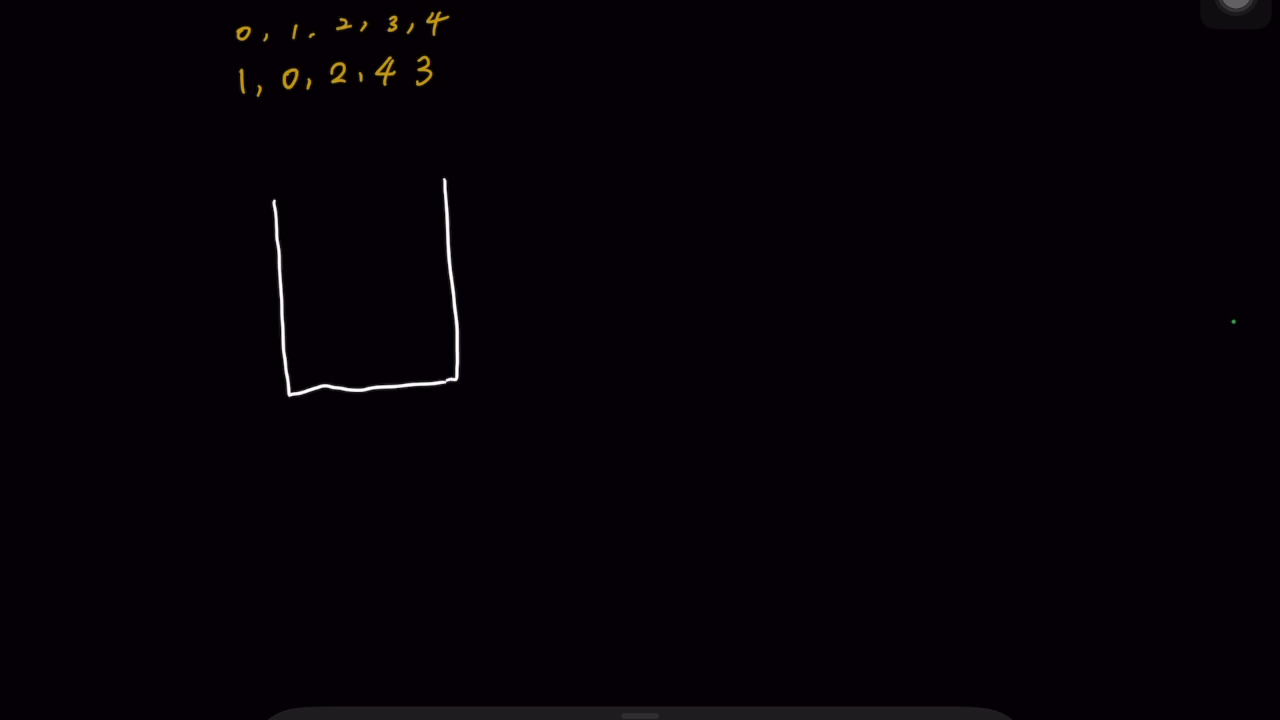 0, 1. 2, 3, 4
1, 0, 2, 4 3